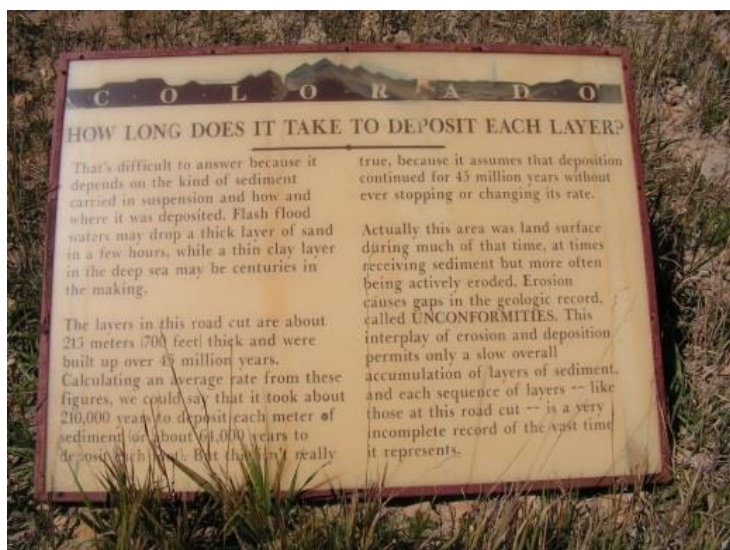 COLORADO
HOW LONG DOES IT TAKE TO DEPOSIT EACH LAYER?
That's difficult to answer because it
depends on the kind of sediment
carried in suspension and how and
where it was deposited. Flash flood
waters may drop a thick layer of sand
in a few hours, while a thin clay layer
in the deep sea may be centuries in
the making.
The layers in this road cut are about
213 meters (700 feet) thick and were
built up over 45 million years.
Calculating an average rate from these
figures, we could say that it took about
210,000 years to deposit each meter of
sediment (or about 64,000 years to
deposit each foot). But this isn't really
true, because it assumes that deposition
continued for 45 million years without
ever stopping or changing its rate.
Actually this area was land surface
during much of that time, at times
receiving sediment but more often
being actively eroded. Erosion
causes gaps in the geologic record,
called UNCONFORMITIES. This
interplay of erosion and deposition
permits only a slow overall
accumulation of layers of sediment,
and each sequence of layers -- like
those at this road cut -- is a very
incomplete record of the vast time
it represents.